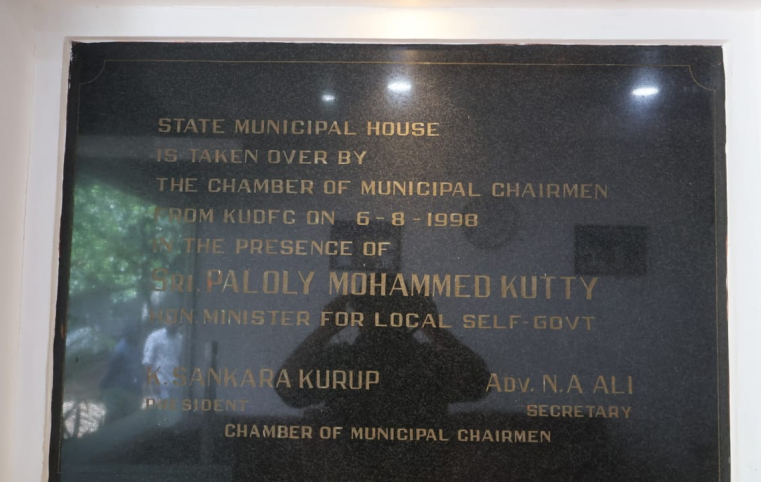 STATE MUNICIPAL HOUSE
IS TAKEN OVER BY
THE CHAMBER OF MUNICIPAL CHAIRMEN
FROM KUDFC ON 6-8-1998
IN THE PRESENCE OF
SRI. PALOLY MOHAMMED KUTTY
HON. MINISTER FOR LOCAL SELF-GOVT
K. SANKARA KURUP ADV. N.A ALI
PRESIDENT SECRETARY
CHAMBER OF MUNICIPAL CHAIRMEN